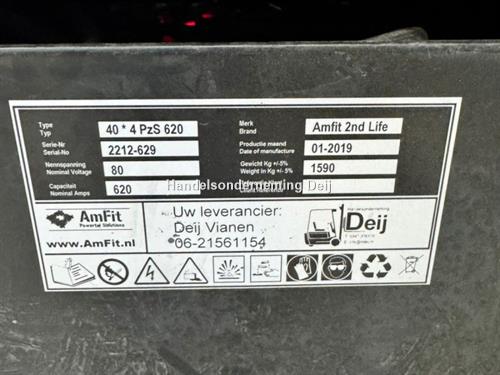 Type
Typ
40 * 4 PzS 620
Merk
Brand
Amfit 2nd Life
Serie-Nr
Serial-No
2212-629
Productie maand
Date of manufacture
01-2019
Nennspannung
Nominal Voltage
80
Gewicht Kg +/-5%
Weight in Kg +/-5%
1590
Capaciteit
Nominal Amps
620
Handelsonderneming Deij
AmFit
Powerful Solutions
www.AmFit.nl
Uw leverancier:
Deij Vianen
06-21561154
Handelsonderneming
Deij